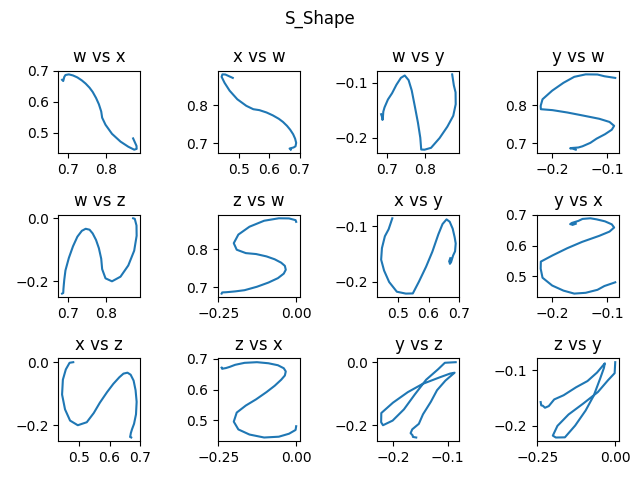 S_Shape
w vs x
x vs w
w vs y
y vs w
0.7
0.6
0.5
0.7 0.8
0.8
0.7
0.5 0.6 0.7
−0.1
−0.2
0.7 0.8
0.8
0.7
−0.2 −0.1
w vs z
z vs w
x vs y
y vs x
0.0
−0.2
0.7 0.8
0.8
0.7
−0.25 0.00
−0.1
−0.2
0.5 0.6 0.7
0.7
0.6
0.5
−0.2 −0.1
x vs z
z vs x
y vs z
z vs y
0.0
−0.2
0.5 0.6 0.7
0.7
0.6
0.5
−0.25 0.00
0.0
−0.2
−0.2 −0.1
−0.1
−0.2
−0.25 0.00